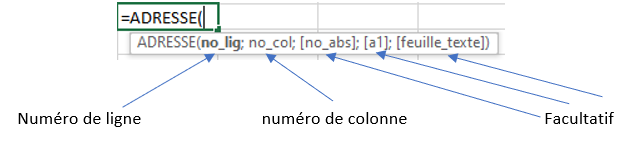 =ADRESSE(
ADRESSE(no_lig; no_col; [no_abs]; [a1]; [feuille_texte])
Numéro de ligne numéro de colonne Facultatif